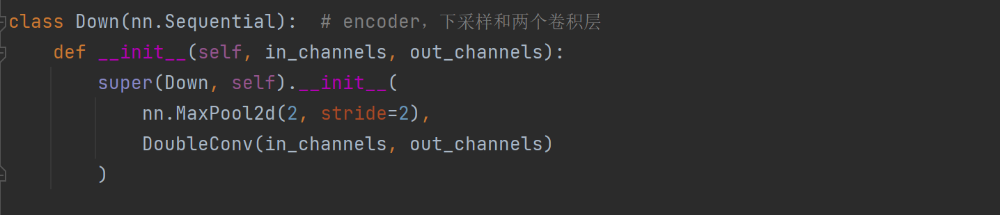 class Down(nn.Sequential):  # encoder，下采样和两个卷积层
    def __init__(self, in_channels, out_channels):
        super(Down, self).__init__(
            nn.MaxPool2d(2, stride=2),
            DoubleConv(in_channels, out_channels)
        )